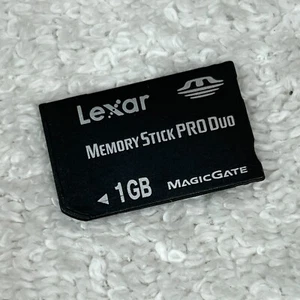 Lexar
MEMORY STICK PRO DUO
1GB MAGICGATE